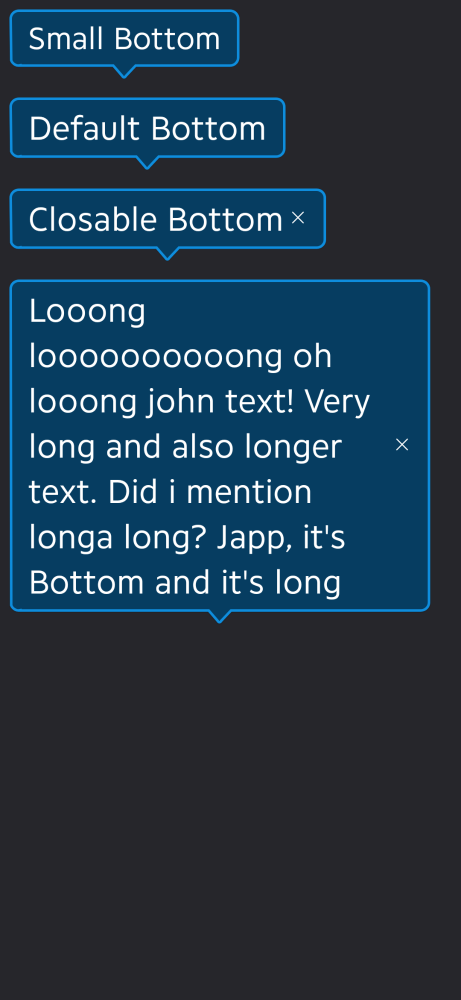 Small Bottom
Default Bottom
Closable Bottom
Looong
loooooooooong oh
looong john text! Very
long and also longer
text. Did i mention
longa long? Japp, it's
Bottom and it's long